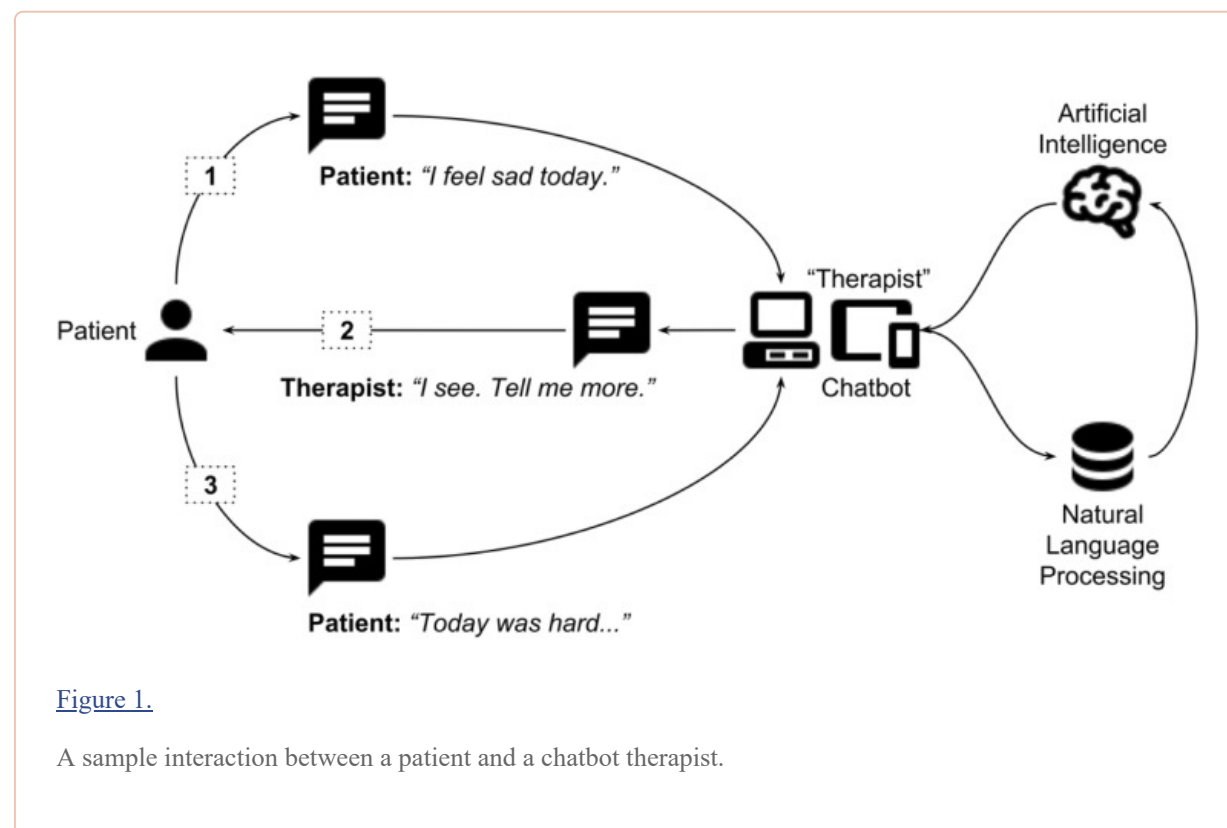 1
Patient: “I feel sad today.”
Artificial
Intelligence
Patient
2
Therapist: “I see. Tell me more.”
“Therapist”
Chatbot
3
Patient: “Today was hard...”
Natural
Language
Processing
Figure 1.
A sample interaction between a patient and a chatbot therapist.